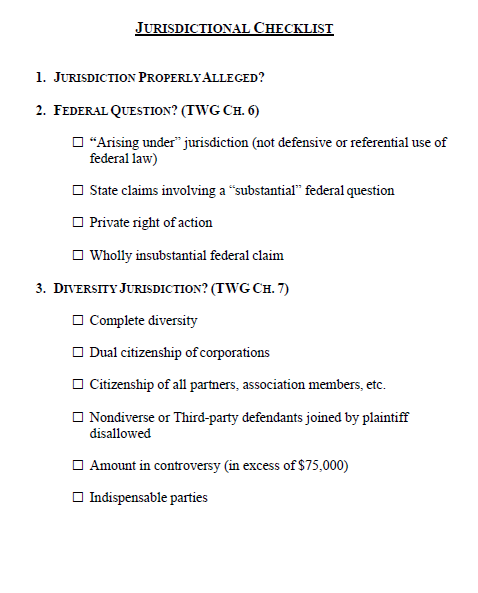 JURISDICTIONAL CHECKLIST
1. JURISDICTION PROPERLY ALLEGED?
2. FEDERAL QUESTION? (TWG CH. 6)
☐ “Arising under” jurisdiction (not defensive or referential use of
federal law)
☐ State claims involving a “substantial” federal question
☐ Private right of action
☐ Wholly insubstantial federal claim
3. DIVERSITY JURISDICTION? (TWG CH. 7)
☐ Complete diversity
☐ Dual citizenship of corporations
☐ Citizenship of all partners, association members, etc.
☐ Nondiverse or Third-party defendants joined by plaintiff
disallowed
☐ Amount in controversy (in excess of $75,000)
☐ Indispensable parties